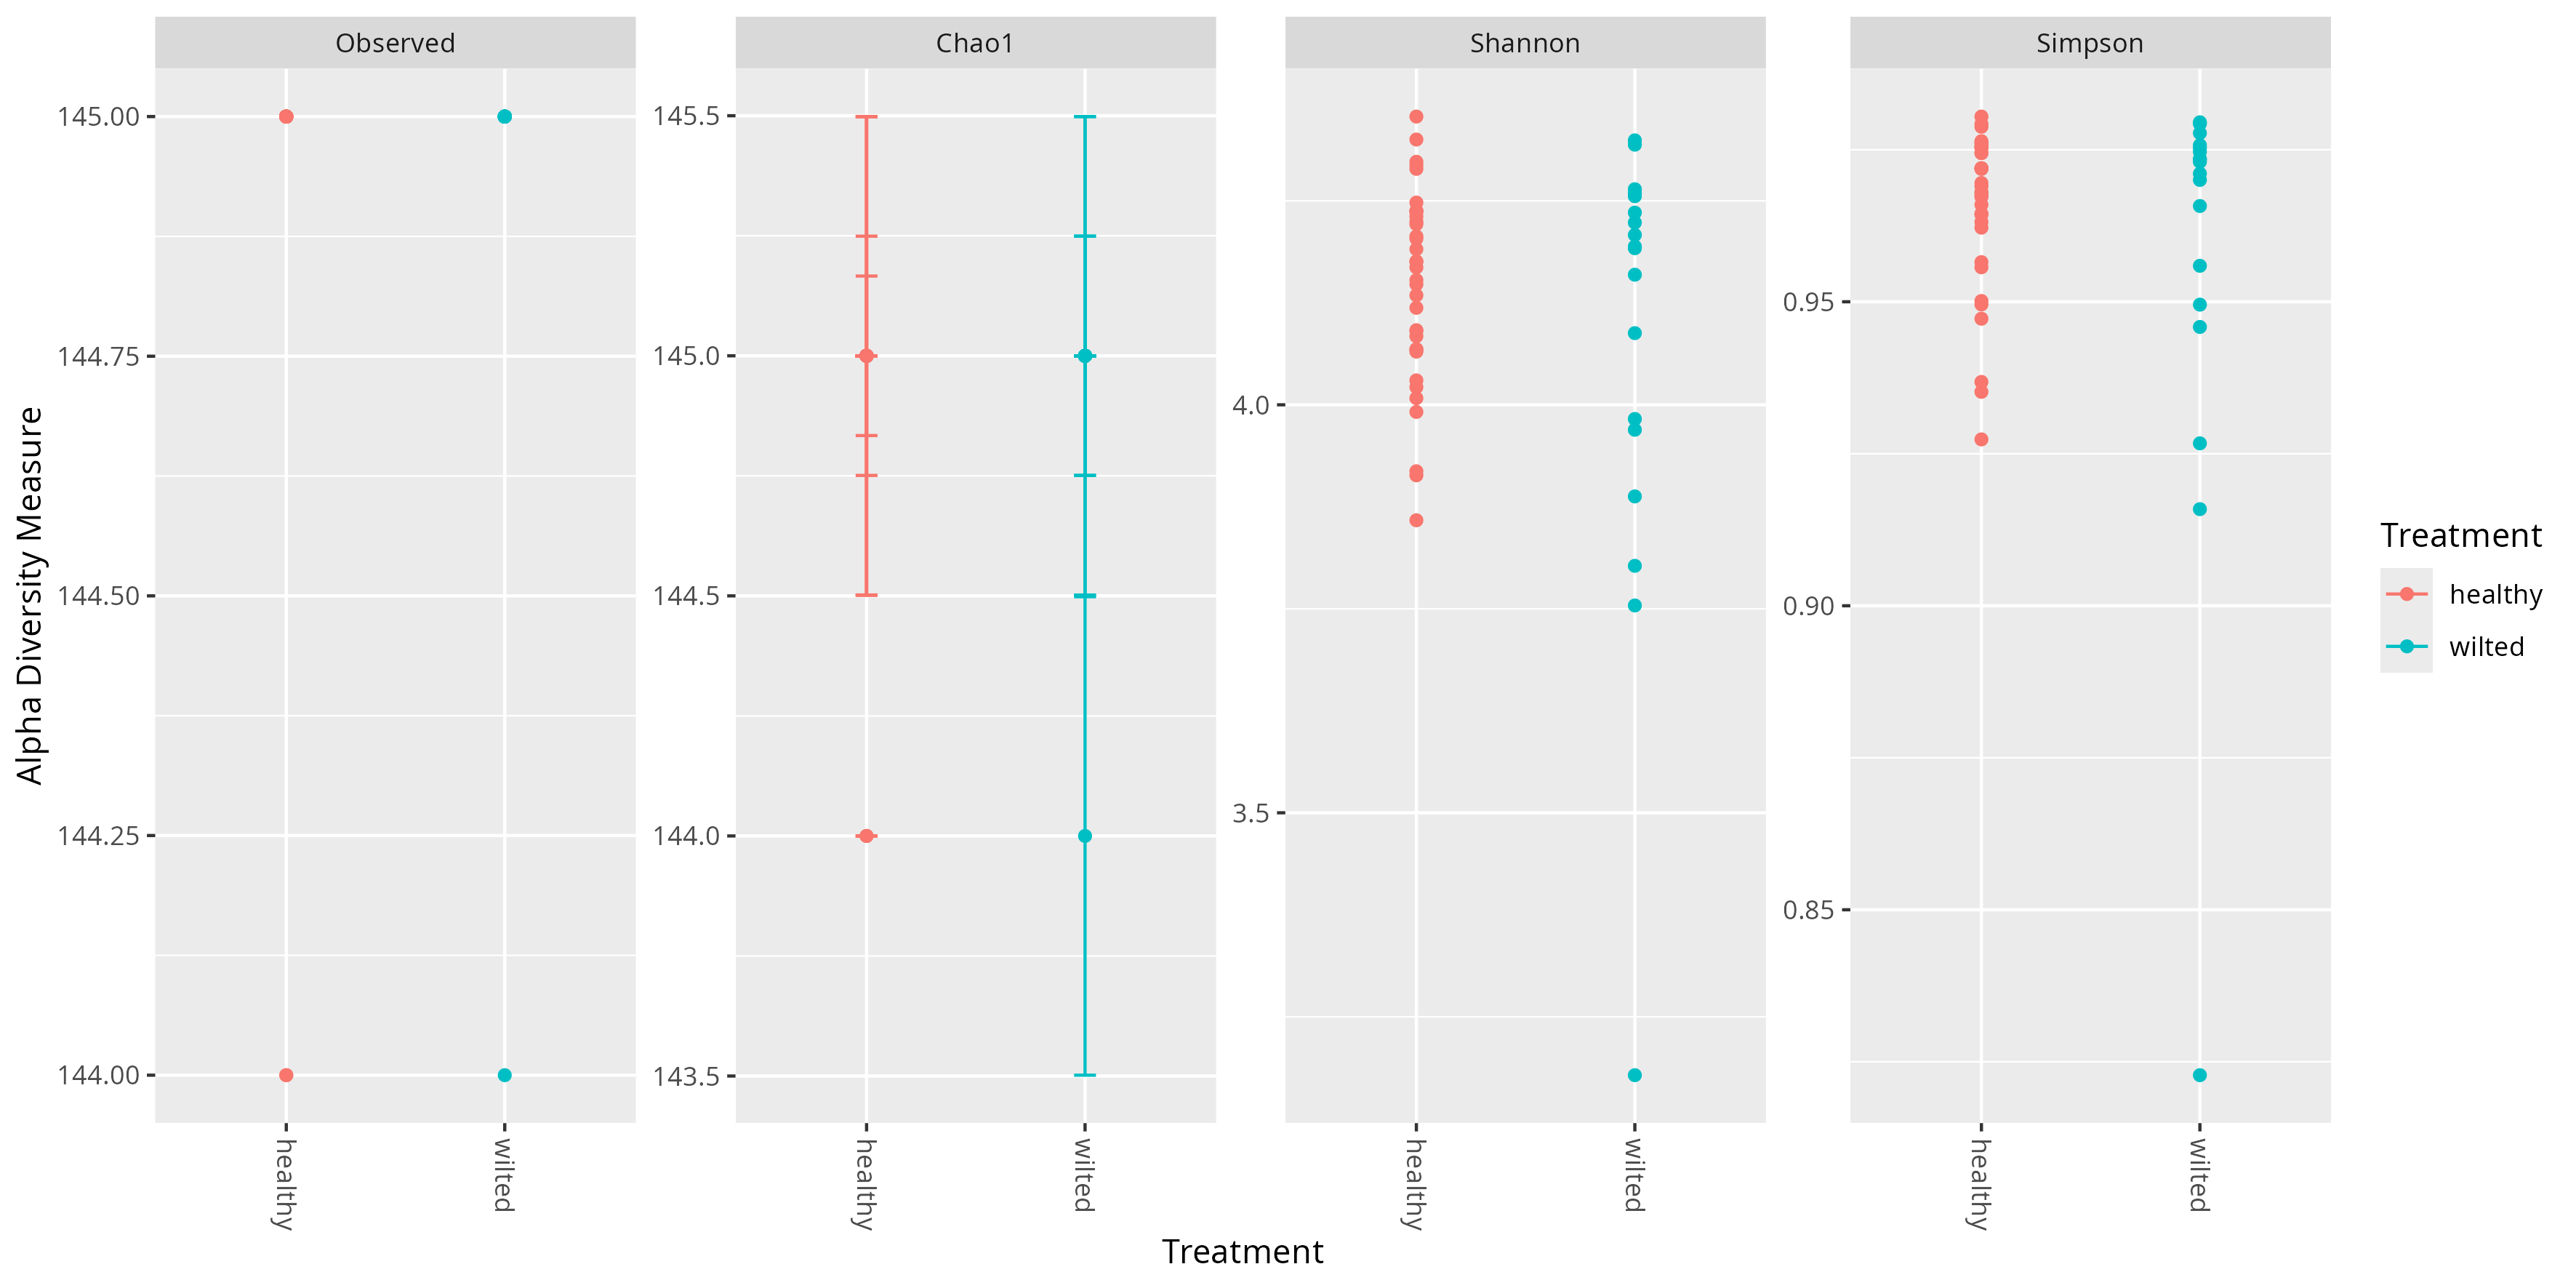 Observed
Chao1
Shannon
Simpson
Alpha Diversity Measure
145.00
144.75
144.50
144.25
144.00
145.5
145.0
144.5
144.0
143.5
4.0
3.5
0.95
0.90
0.85
healthy
wilted
healthy
wilted
healthy
wilted
healthy
wilted
Treatment
Treatment
healthy
wilted